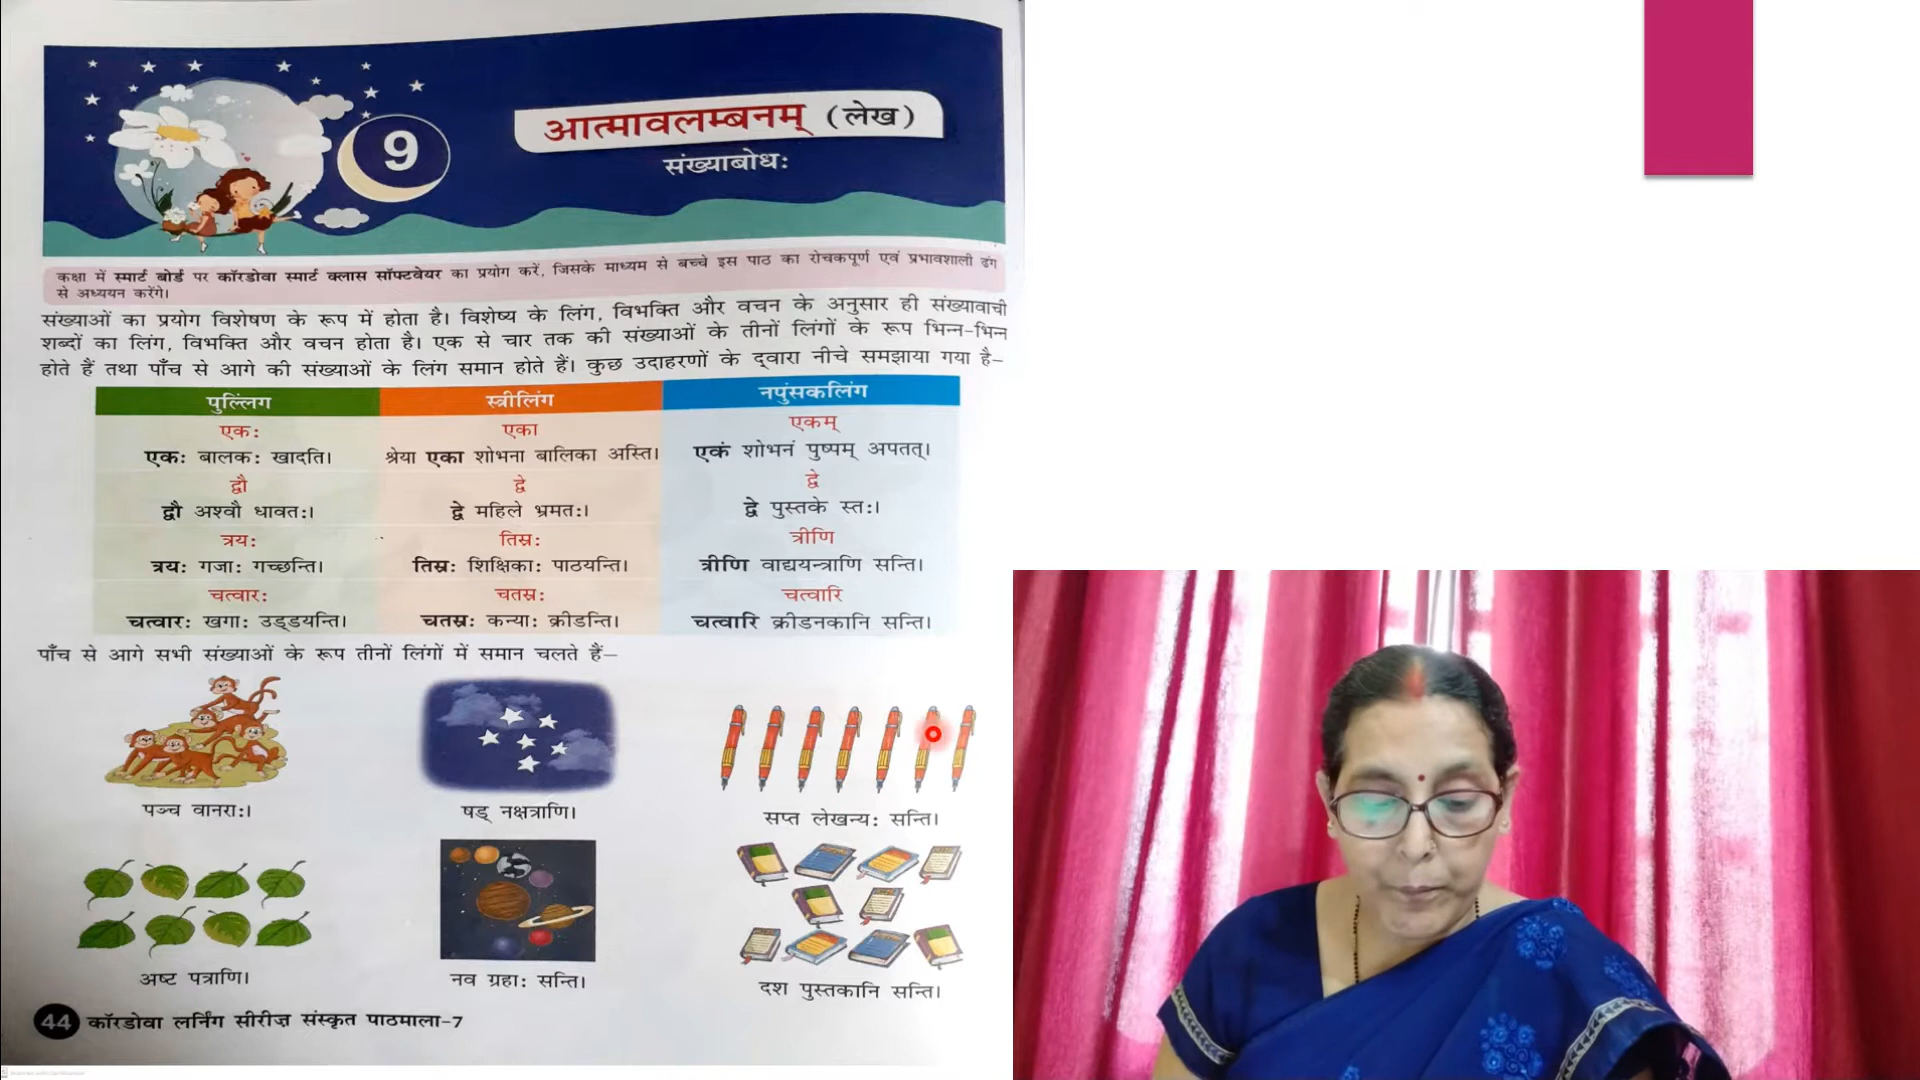 9
आत्मावलम्बनम् (लेख)
संख्याबोधः
कक्षा में स्मार्ट बोर्ड पर कॉरडोवा स्मार्ट क्लास सॉफ्टवेयर का प्रयोग करें, जिसके माध्यम से बच्चे इस पाठ का रोचकपूर्ण एवं प्रभावशाली ढंग
से अध्ययन करेंगे।
संख्याओं का प्रयोग विशेषण के रूप में होता है। विशेष्य के लिंग, विभक्ति और वचन के अनुसार ही संख्यावाची
शब्दों का लिंग, विभक्ति और वचन होता है। एक से चार तक की संख्याओं के तीनों लिंगों के रूप भिन्न-भिन्न
होते हैं तथा पाँच से आगे की संख्याओं के लिंग समान होते हैं। कुछ उदाहरणों के द्वारा नीचे समझाया गया है–
पुल्लिंग स्त्रीलिंग नपुंसकलिंग
एकः एका एकम्
एकः बालकः खादति। श्रेया एका शोभना बालिका अस्ति। एकं शोभनं पुष्पम् अपतत्।
द्वौ द्वे द्वे
द्वौ अश्वौ धावतः। द्वे महिले भ्रमतः। द्वे पुस्तके स्तः।
त्रयः तिस्रः त्रीणि
त्रयः गजाः गच्छन्ति। तिस्रः शिक्षिकाः पाठयन्ति। त्रीणि वाद्ययन्त्राणि सन्ति।
चत्वारः चतस्रः चत्वारि
चत्वारः खगाः उड्डयन्ति। चतस्रः कन्याः क्रीडन्ति। चत्वारि क्रीडनकानि सन्ति।
पाँच से आगे सभी संख्याओं के रूप तीनों लिंगों में समान चलते हैं–
पञ्च वानराः। षड् नक्षत्राणि। सप्त लेखन्यः सन्ति।
अष्ट पत्राणि। नव ग्रहाः सन्ति। दश पुस्तकानि सन्ति।
44 कॉरडोवा लर्निंग सीरीज़ संस्कृत पाठमाला-7